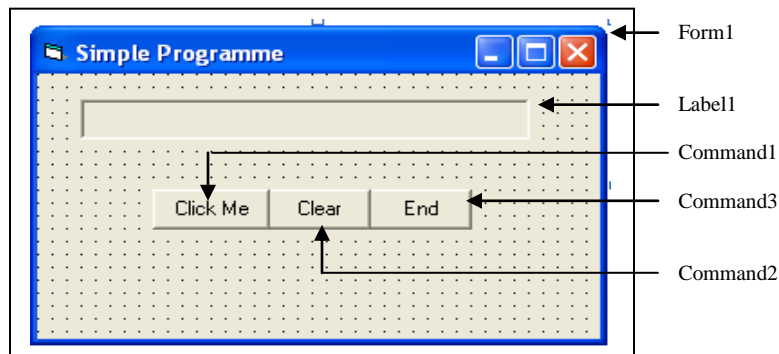 Form1
Simple Programme
Label1
Command1
Click Me Clear End
Command3
Command2